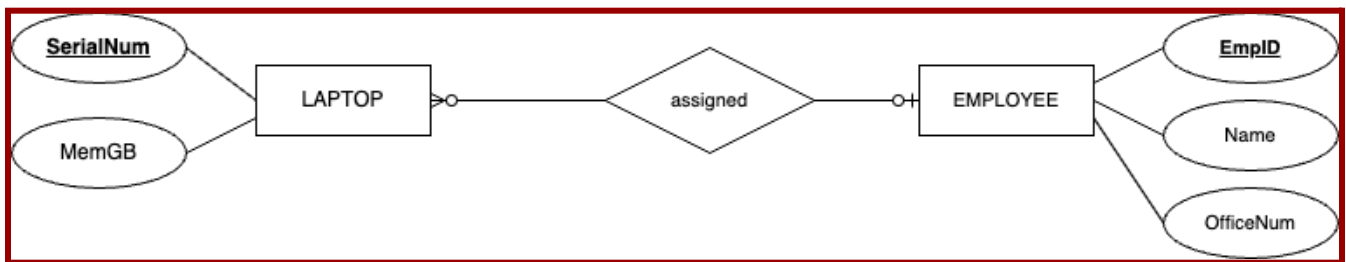 SerialNum
MemGB
LAPTOP
assigned
EMPLOYEE
EmpID
Name
OfficeNum